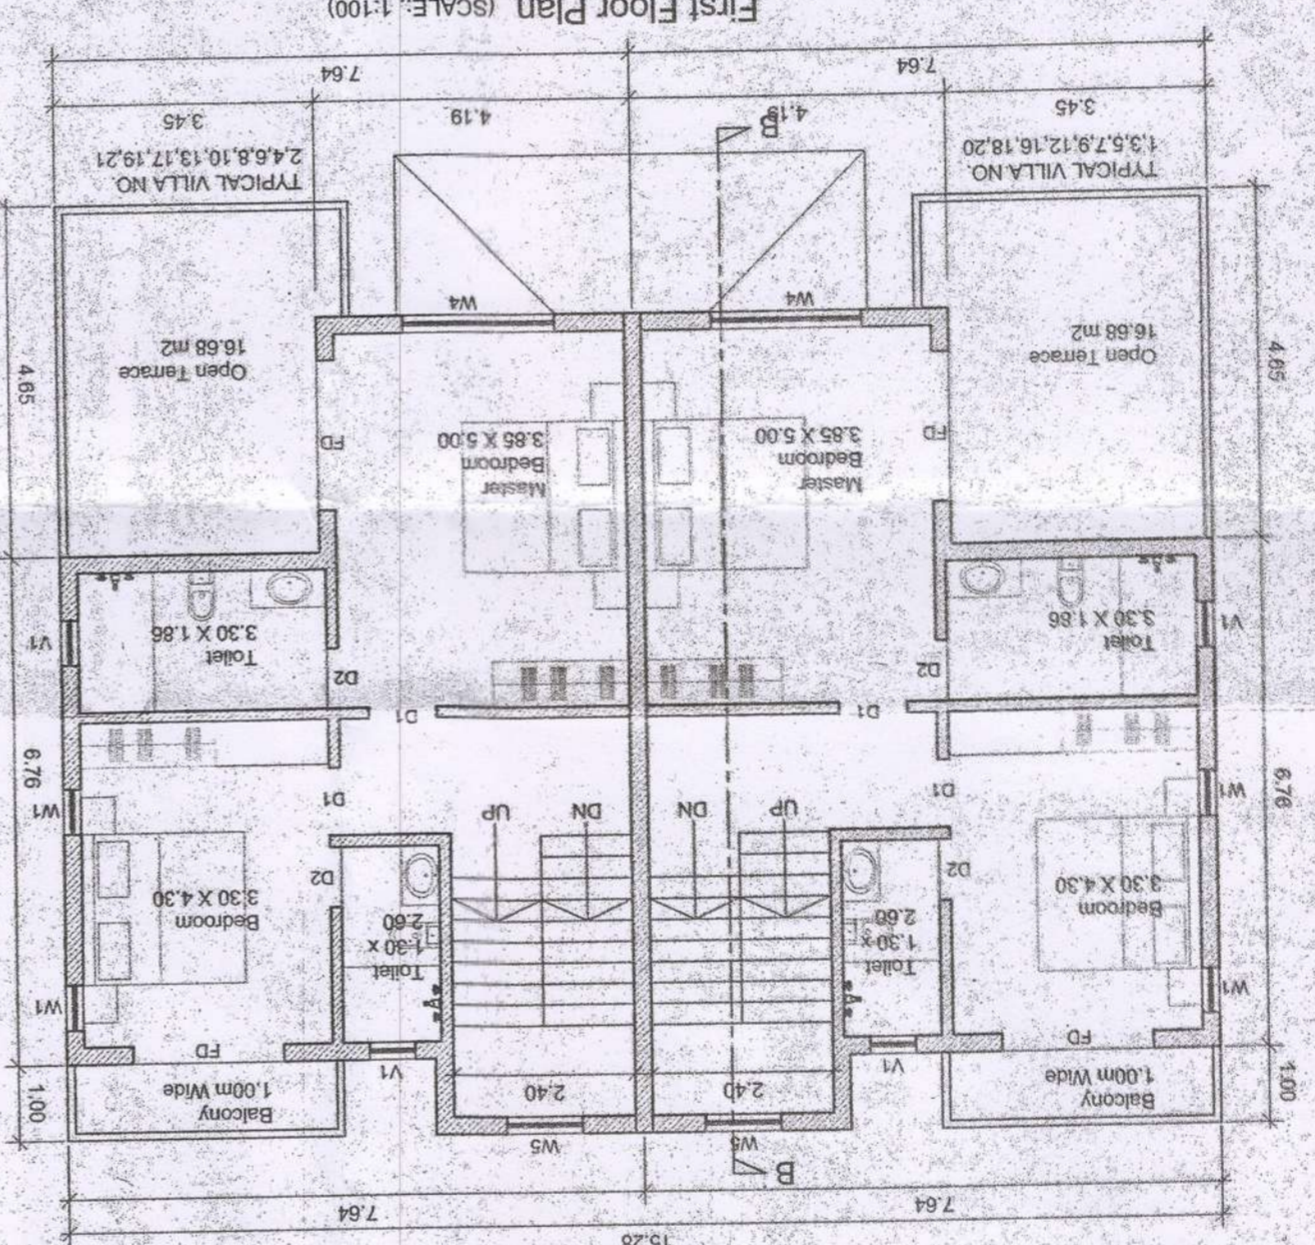 15.28
7.64
7.64
B
W5
W5
1.00
Balcony
1.00m Wide
2.40
2.40
Balcony
1.00m Wide
1.00
V1
V1
FD
FD
W1
W1
Toilet
1.30 x
2.60
Toilet
1.30 x
2.60
Bedroom
3.30 X 4.30
Bedroom
3.30 X 4.30
D2
D2
UP
DN
DN
UP
W1
D1
D1
W1
6.76
6.76
D1
D1
D2
D2
V1
Toilet
3.30 X 1.86
Toilet
3.30 X 1.86
V1
Master
Bedroom
3.85 X 5.00
Master
Bedroom
3.85 X 5.00
FD
FD
4.65
Open Terrace
16.68 m2
Open Terrace
16.68 m2
4.65
W4
W4
TYPICAL VILLA NO
1,3,5,7,9,12,16,18,20
TYPICAL VILLA NO
2,4,6,8,10,13,17,19,21
B
3.45
4.19
4.19
3.45
7.64
7.64
First Floor Plan (SCALE:. 1:100)